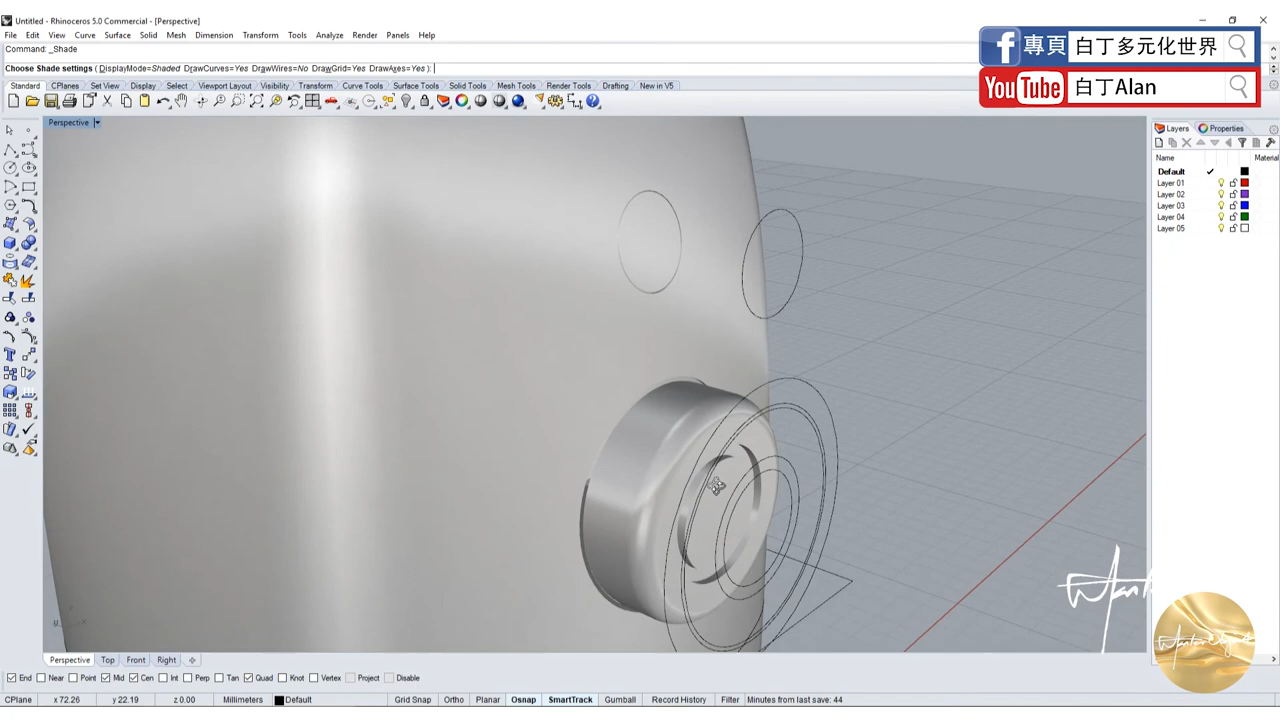 Untitled - Rhinoceros 5.0 Commercial - [Perspective]
File Edit View Curve Surface Solid Mesh Dimension Transform Tools Analyze Render Panels Help
Command: _Shade
Choose Shade settings ( DisplayMode=Shaded DrawCurves=Yes DrawWires=No DrawGrid=Yes DrawAxes=Yes ):
專頁 白丁多元化世界
YouTube 白丁Alan
Standard CPlanes Set View Display Select Viewport Layout Visibility Transform Curve Tools Surface Tools Solid Tools Mesh Tools Render Tools Drafting New in V5
Perspective
Layers Properties
Name Material
Default
Layer 01
Layer 02
Layer 03
Layer 04
Layer 05
Perspective Top Front Right
End Near Point Mid Cen Int Perp Tan Quad Knot Vertex Project Disable
CPlane x 72.26 y 22.19 z 0.00 Millimeters Default Grid Snap Ortho Planar Osnap SmartTrack Gumball Record History Filter Minutes from last save: 44